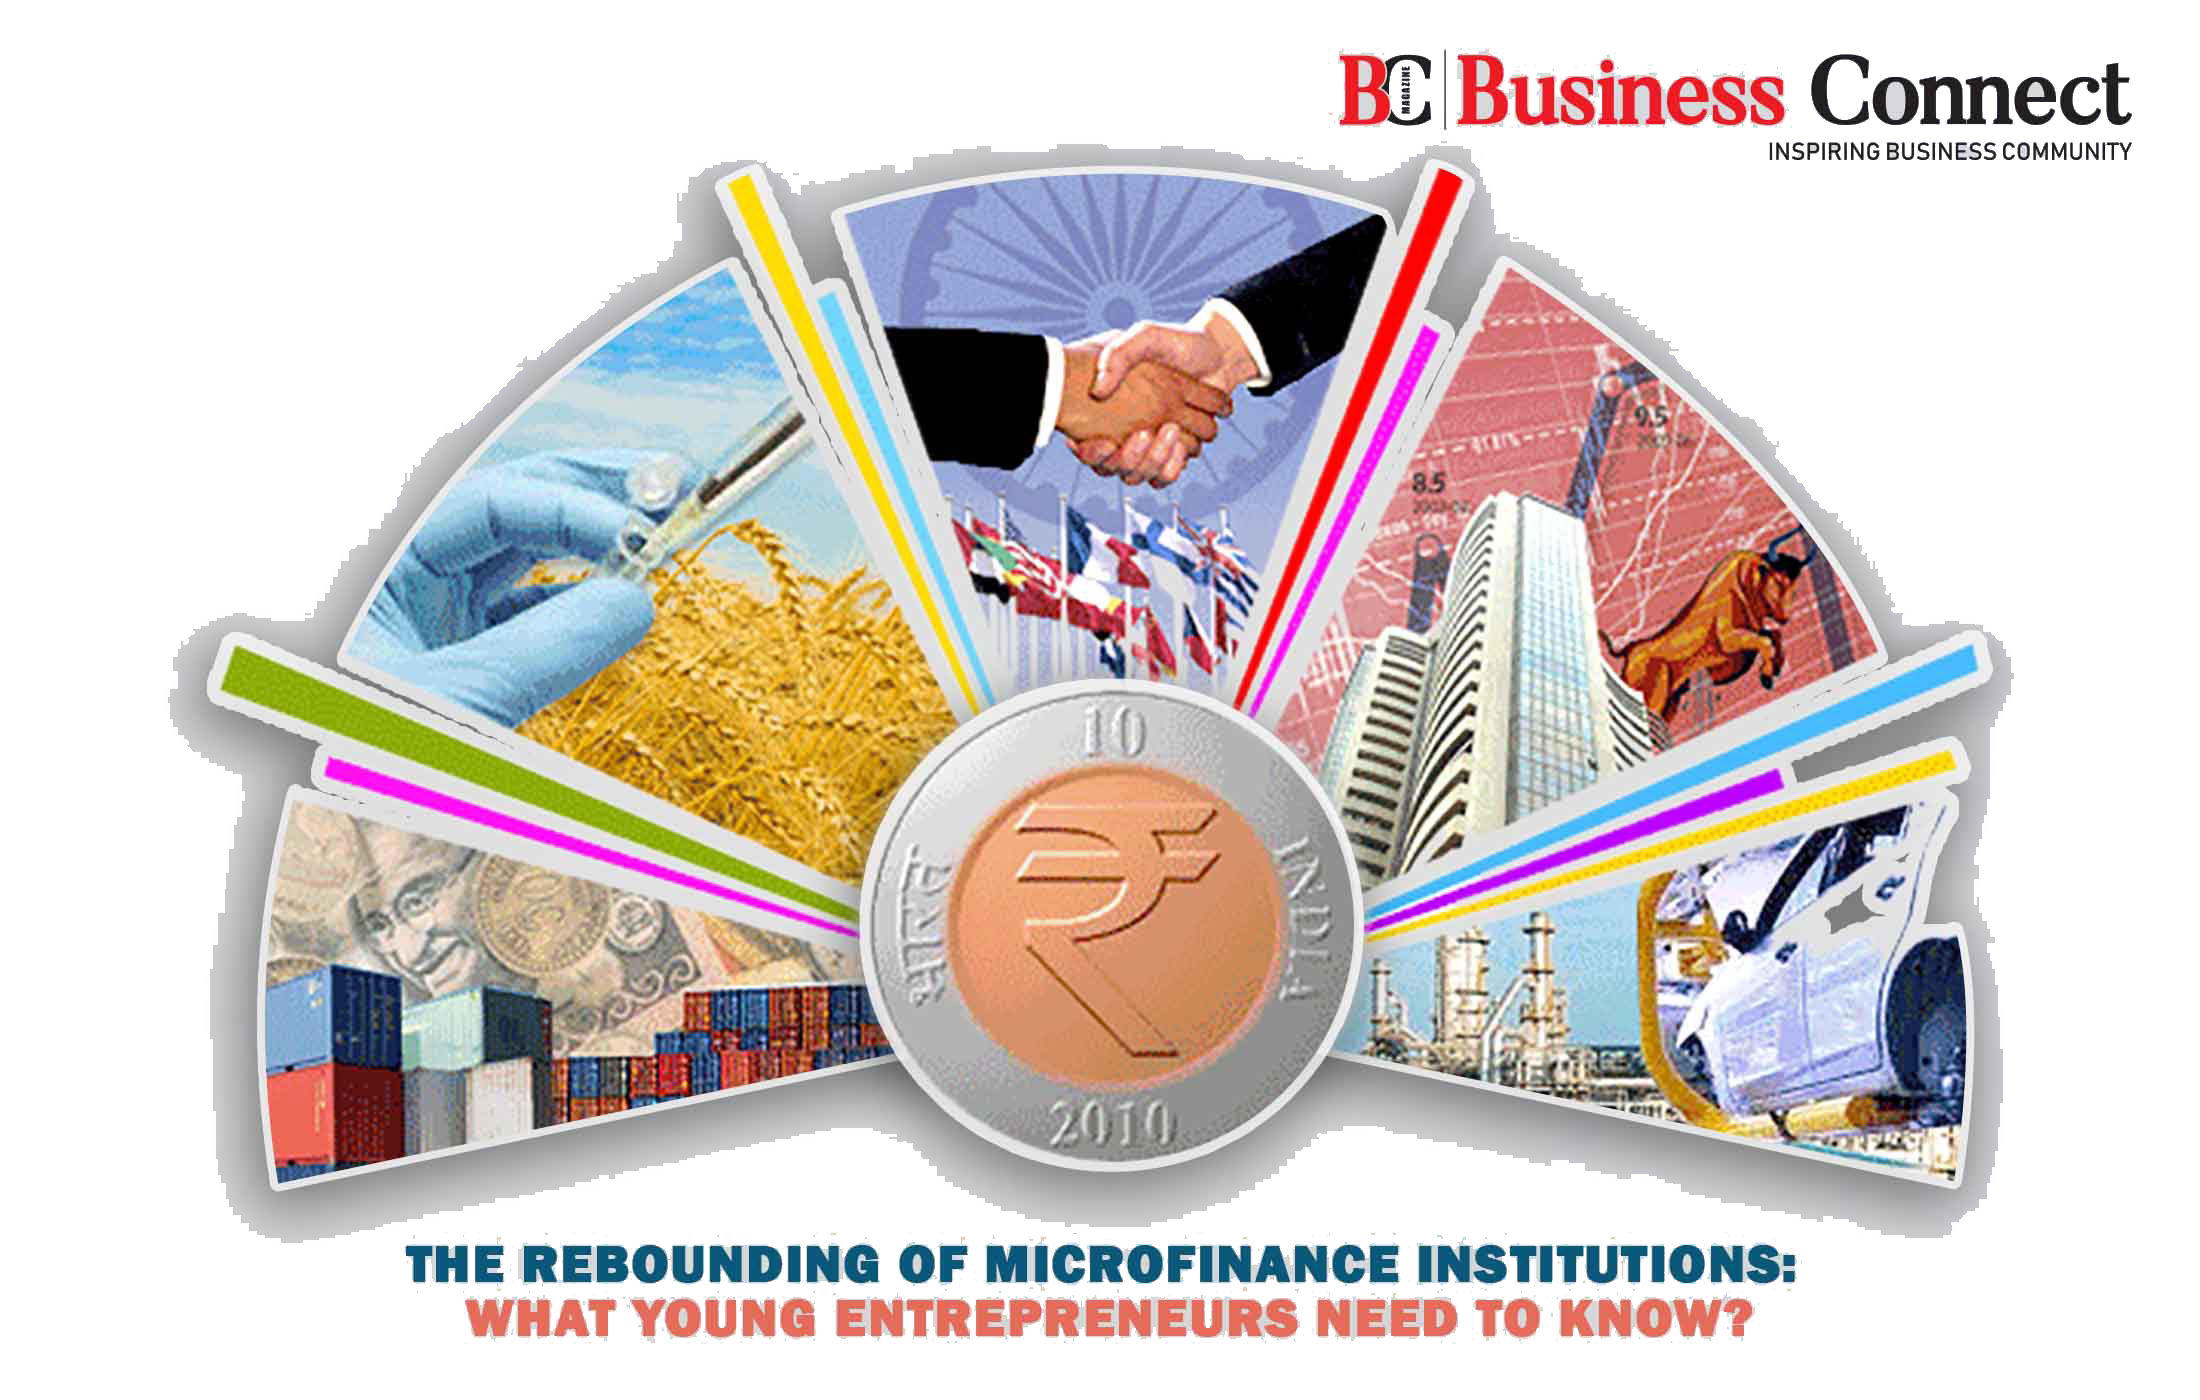 BC MAGAZINE Business Connect
INSPIRING BUSINESS COMMUNITY
9.5
8.5
10
भारत
INDIA
2010
THE REBOUNDING OF MICROFINANCE INSTITUTIONS:
WHAT YOUNG ENTREPRENEURS NEED TO KNOW?